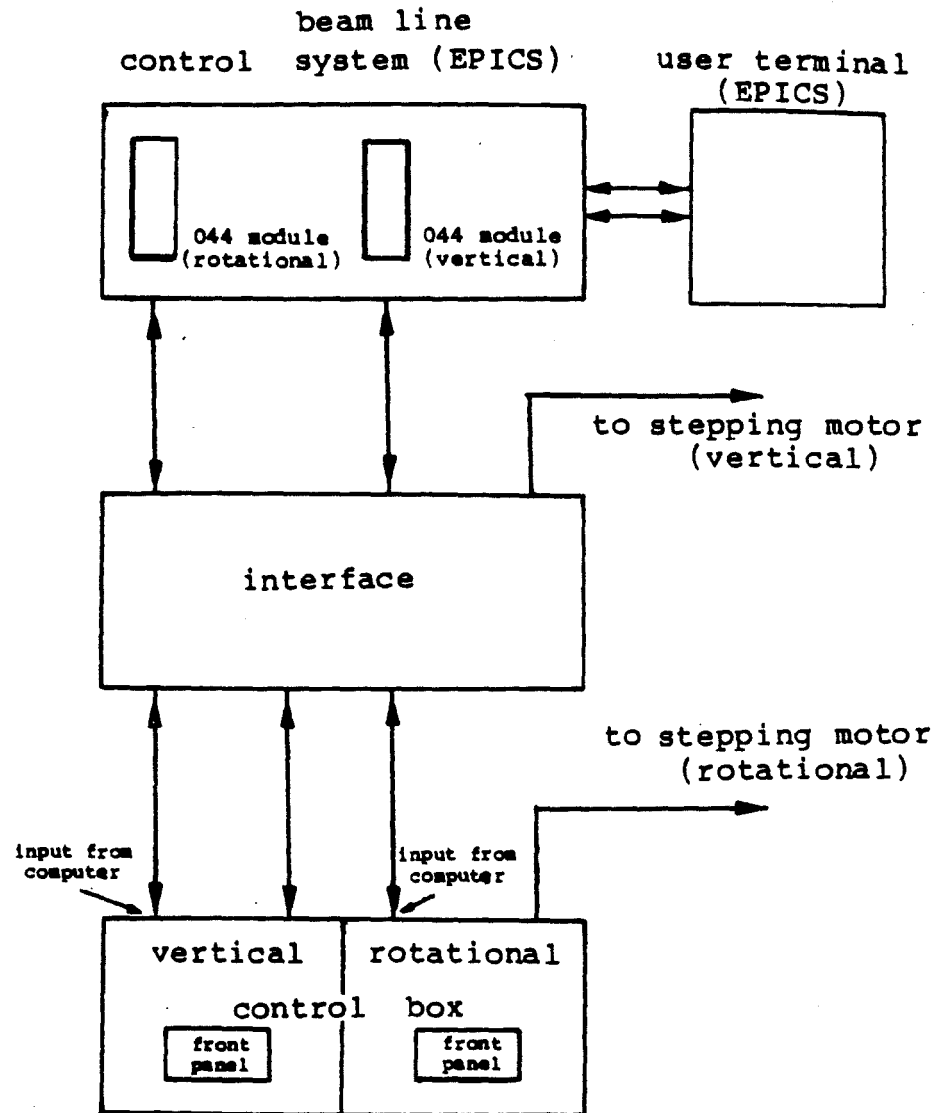 beam line
control system (EPICS)
user terminal
(EPICS)
044 module
(rotational)
044 module
(vertical)
to stepping motor
(vertical)
interface
to stepping motor
(rotational)
input from
computer
input from
computer
vertical
rotational
control box
front
panel
front
panel